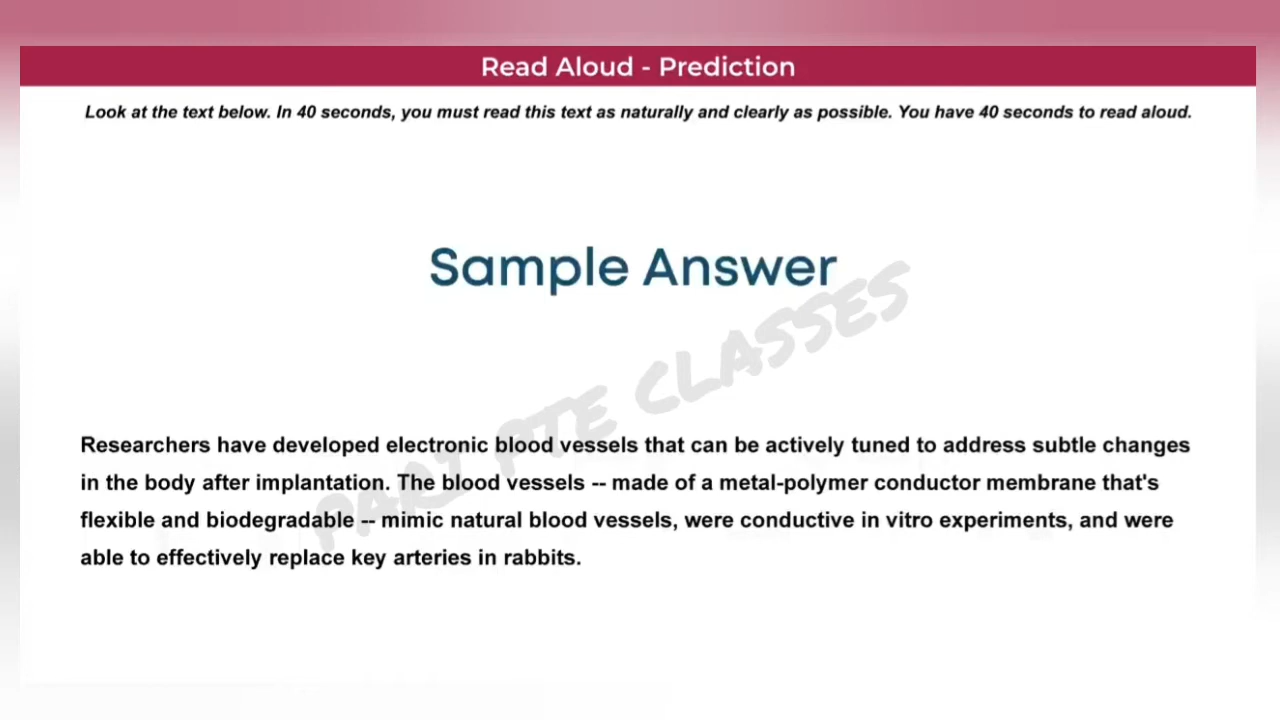 Read Aloud - Prediction
Look at the text below. In 40 seconds, you must read this text as naturally and clearly as possible. You have 40 seconds to read aloud.
Sample Answer
PARI PTE CLASSES
Researchers have developed electronic blood vessels that can be actively tuned to address subtle changes
in the body after implantation. The blood vessels -- made of a metal-polymer conductor membrane that's
flexible and biodegradable -- mimic natural blood vessels, were conductive in vitro experiments, and were
able to effectively replace key arteries in rabbits.